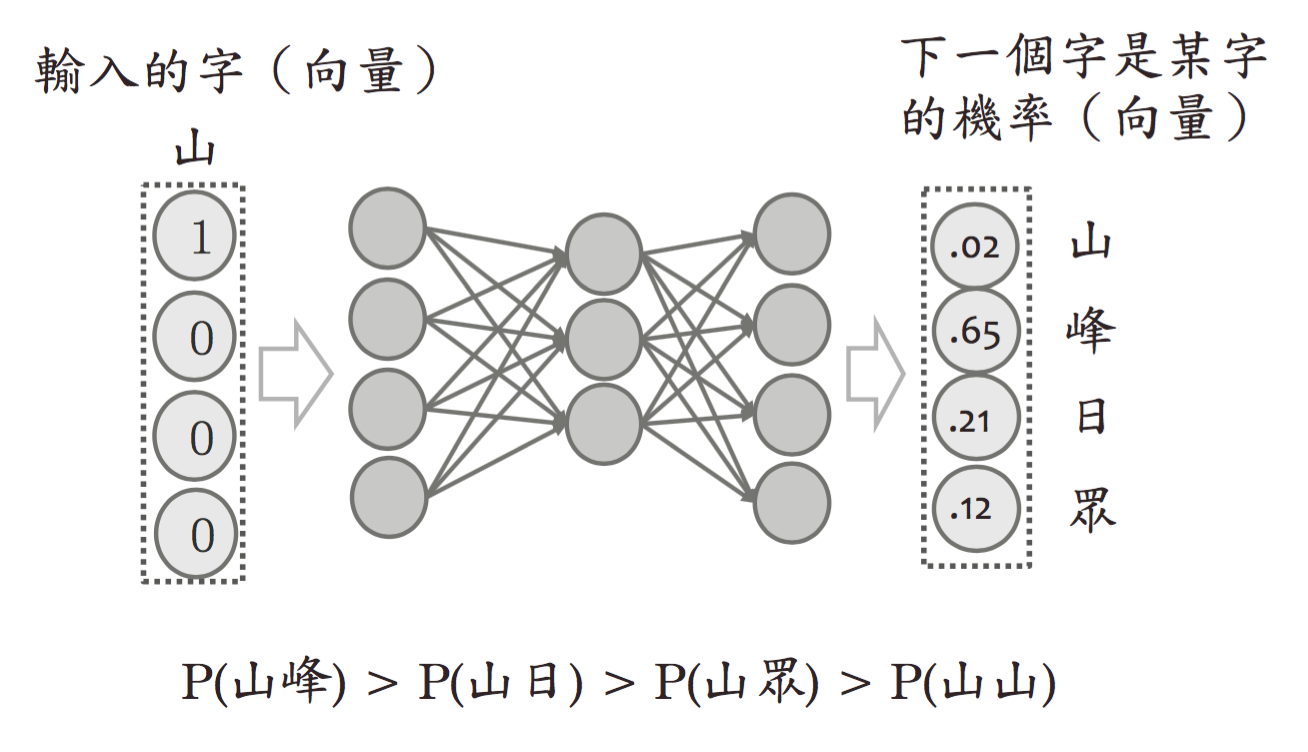 輸入的字（向量）
下一個字是某字
的機率（向量）
山
1
0
0
0
.02 山
.65 峰
.21 日
.12 眾
P(山峰) > P(山日) > P(山眾) > P(山山)